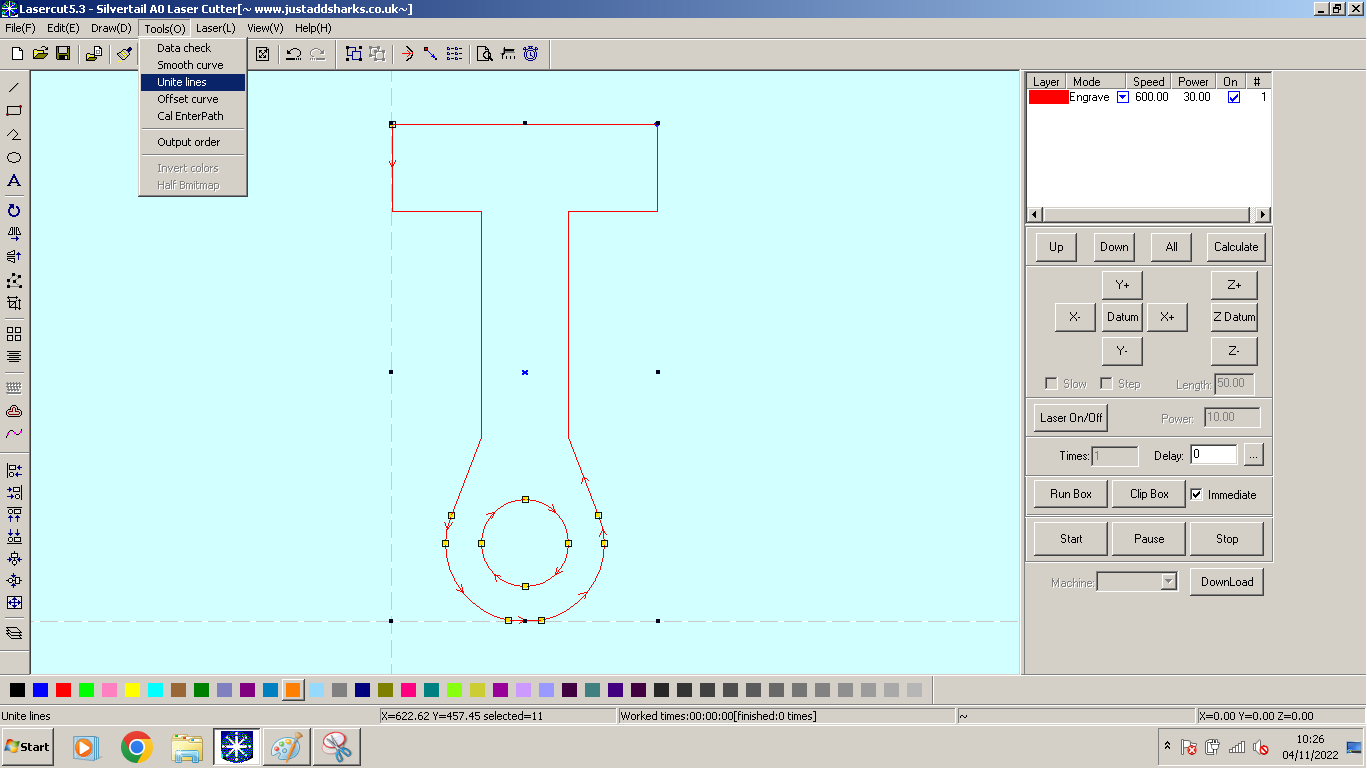 Lasercut5.3 - Silvertail A0 Laser Cutter[~ www.justaddsharks.co.uk~]
File(F) Edit(E) Draw(D) Tools(O) Laser(L) View(V) Help(H)
Data check
Smooth curve
Unite lines
Offset curve
Cal EnterPath
Output order
Invert colors
Half Bmitmap
Layer Mode Speed Power On #
Engrave 600.00 30.00 1
Up Down All Calculate
Y+ Z+
X- Datum X+ Z Datum
Y- Z-
Slow Step Length: 50.00
Laser On/Off Power: 10.00
Times: 1 Delay: 0 ...
Run Box Clip Box Immediate
Start Pause Stop
Machine: DownLoad
Unite lines X=622.62 Y=457.45 selected=11 Worked times:00:00:00[finished:0 times] ~ X=0.00 Y=0.00 Z=0.00
Start 10:26
04/11/2022